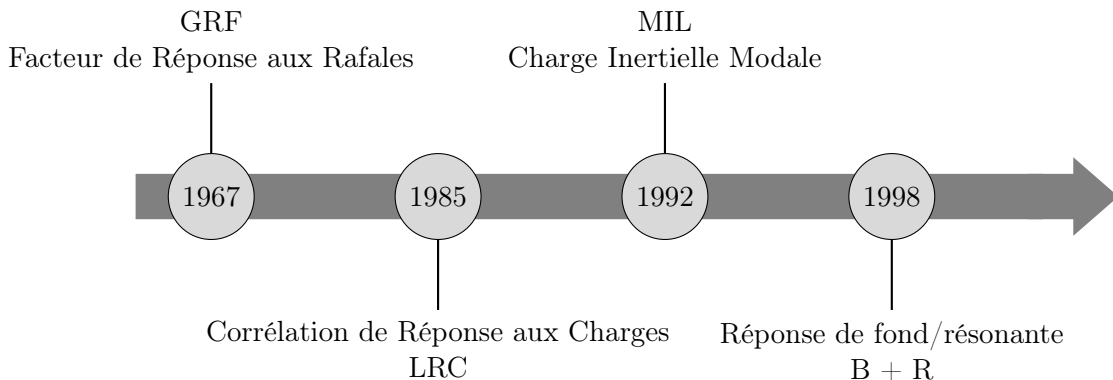 GRF
Facteur de Réponse aux Rafales
MIL
Charge Inertielle Modale
1967
1985
1992
1998
Corrélation de Réponse aux Charges
LRC
Réponse de fond/résonante
B + R